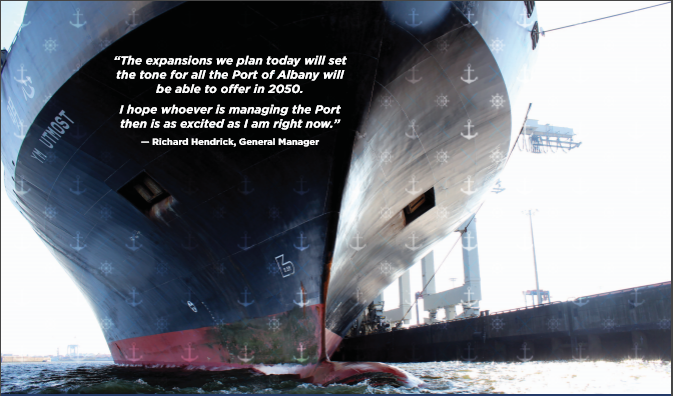 “The expansions we plan today will set
the tone for all the Port of Albany will
be able to offer in 2050.
I hope whoever is managing the Port
then is as excited as I am right now.”
— Richard Hendrick, General Manager
YM UTMOST